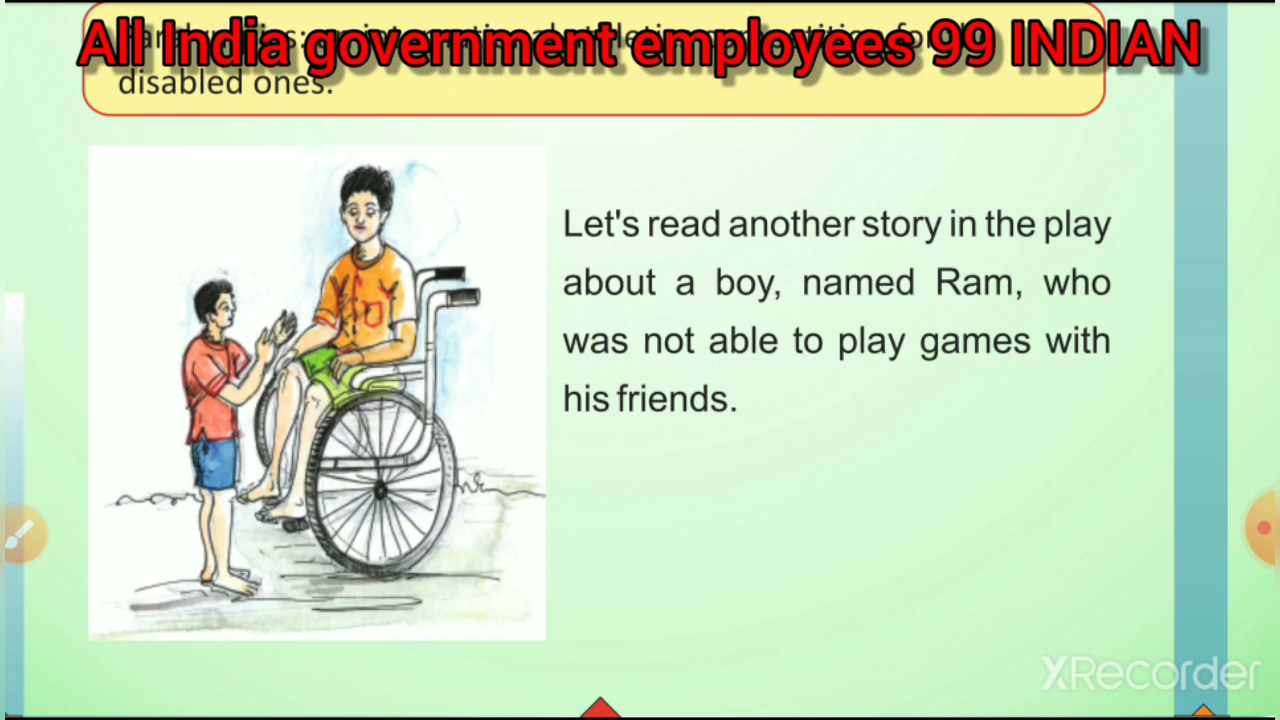 All India government employees 99 INDIAN
disabled ones.
Let's read another story in the play
about a boy, named Ram, who
was not able to play games with
his friends.
XRecorder